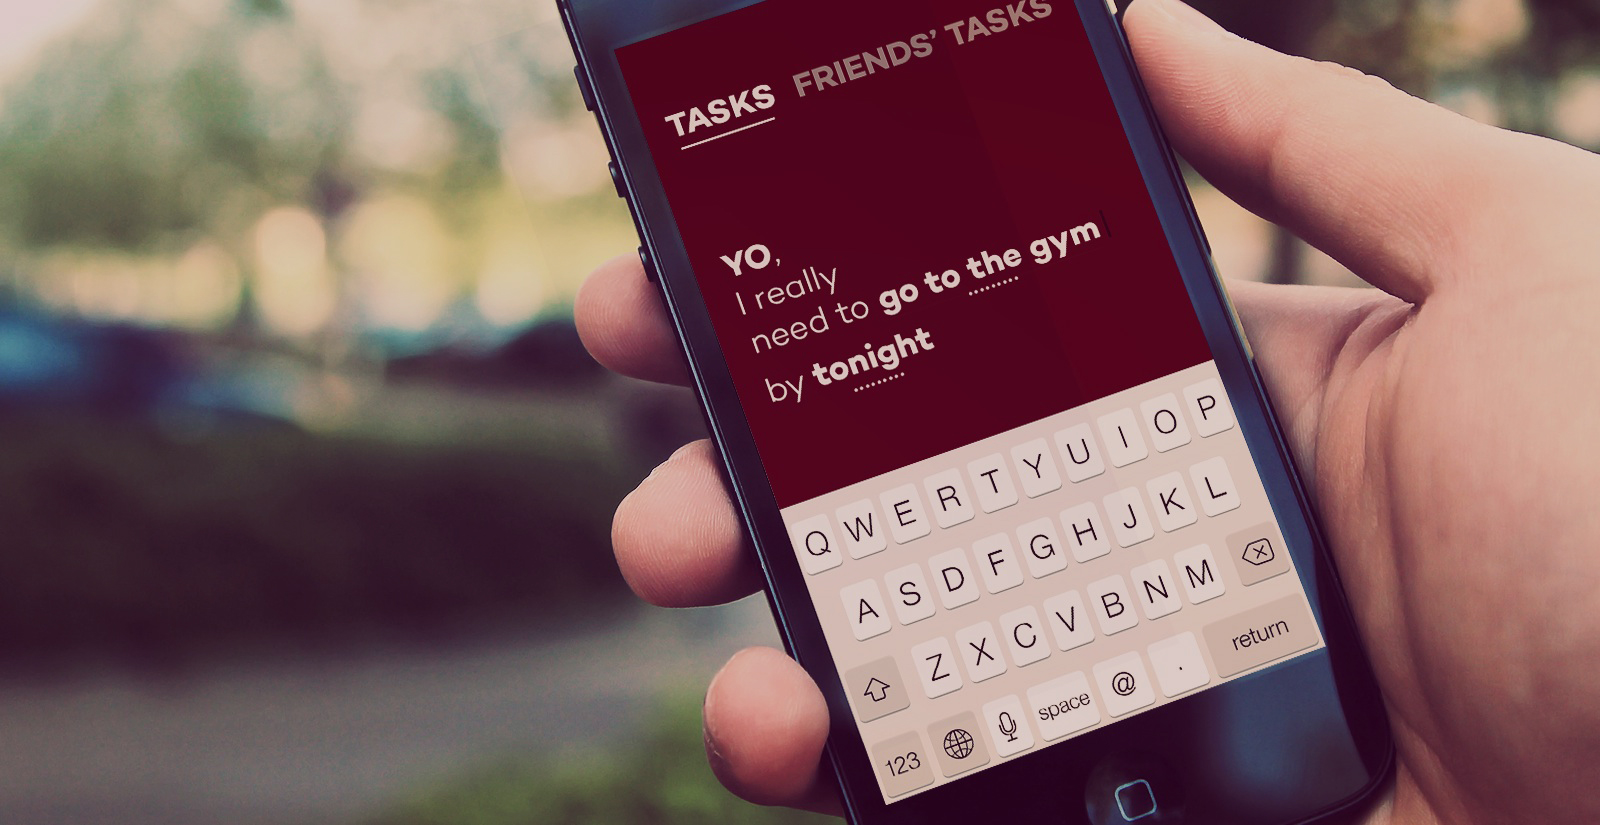 TASKS FRIENDS’ TASKS
YO,
I really
need to go to the gym
by tonight
Q W E R T Y U I O P
A S D F G H J K L
Z X C V B N M
123 space @ . return